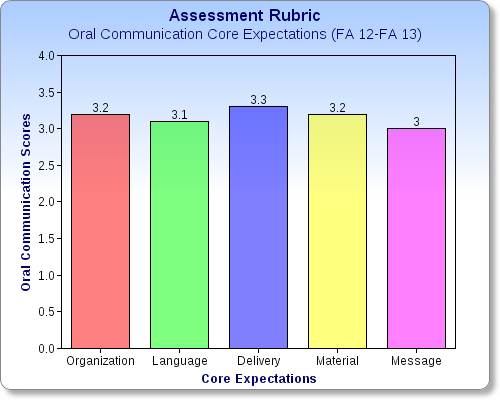 Assessment Rubric
Oral Communication Core Expectations (FA 12-FA 13)
Oral Communication Scores
4.0
3.5
3.0
2.5
2.0
1.5
1.0
0.5
0.0
3.2
3.1
3.3
3.2
3
Organization
Language
Delivery
Material
Message
Core Expectations